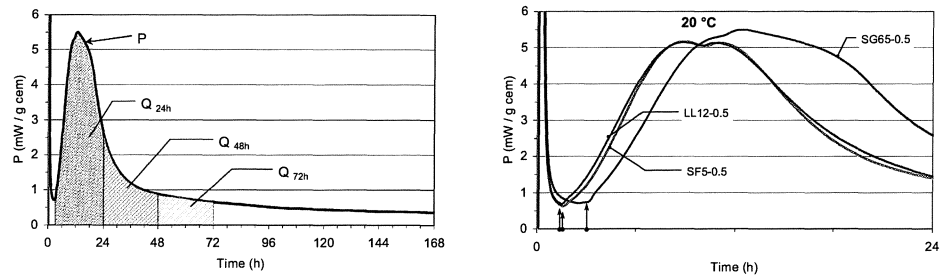 6
5
4
3
2
1
0
P (mW / g cem)
P
Q 24h
Q 48h
Q 72h
0 24 48 72 96 120 144 168
Time (h)
6
5
4
3
2
1
0
P (mW / g cem)
20 °C
SG65-0.5
LL12-0.5
SF5-0.5
0 24
Time (h)